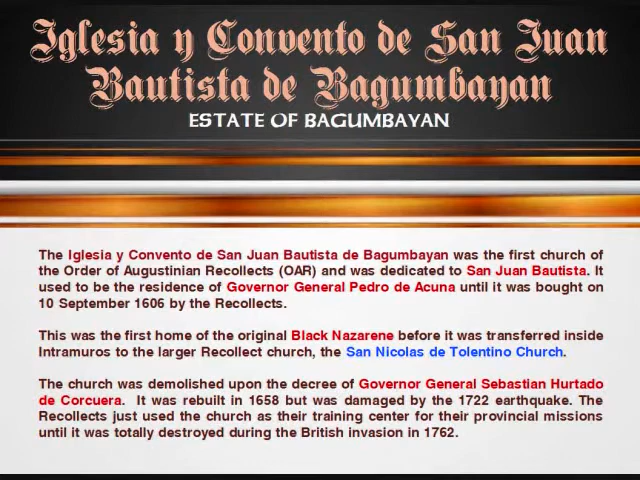 Iglesia y Convento de San Juan
Bautista de Bagumbayan
ESTATE OF BAGUMBAYAN
The Iglesia y Convento de San Juan Bautista de Bagumbayan was the first church of
the Order of Augustinian Recollects (OAR) and was dedicated to San Juan Bautista. It
used to be the residence of Governor General Pedro de Acuna until it was bought on
10 September 1606 by the Recollects.
This was the first home of the original Black Nazarene before it was transferred inside
Intramuros to the larger Recollect church, the San Nicolas de Tolentino Church.
The church was demolished upon the decree of Governor General Sebastian Hurtado
de Corcuera. It was rebuilt in 1658 but was damaged by the 1722 earthquake. The
Recollects just used the church as their training center for their provincial missions
until it was totally destroyed during the British invasion in 1762.